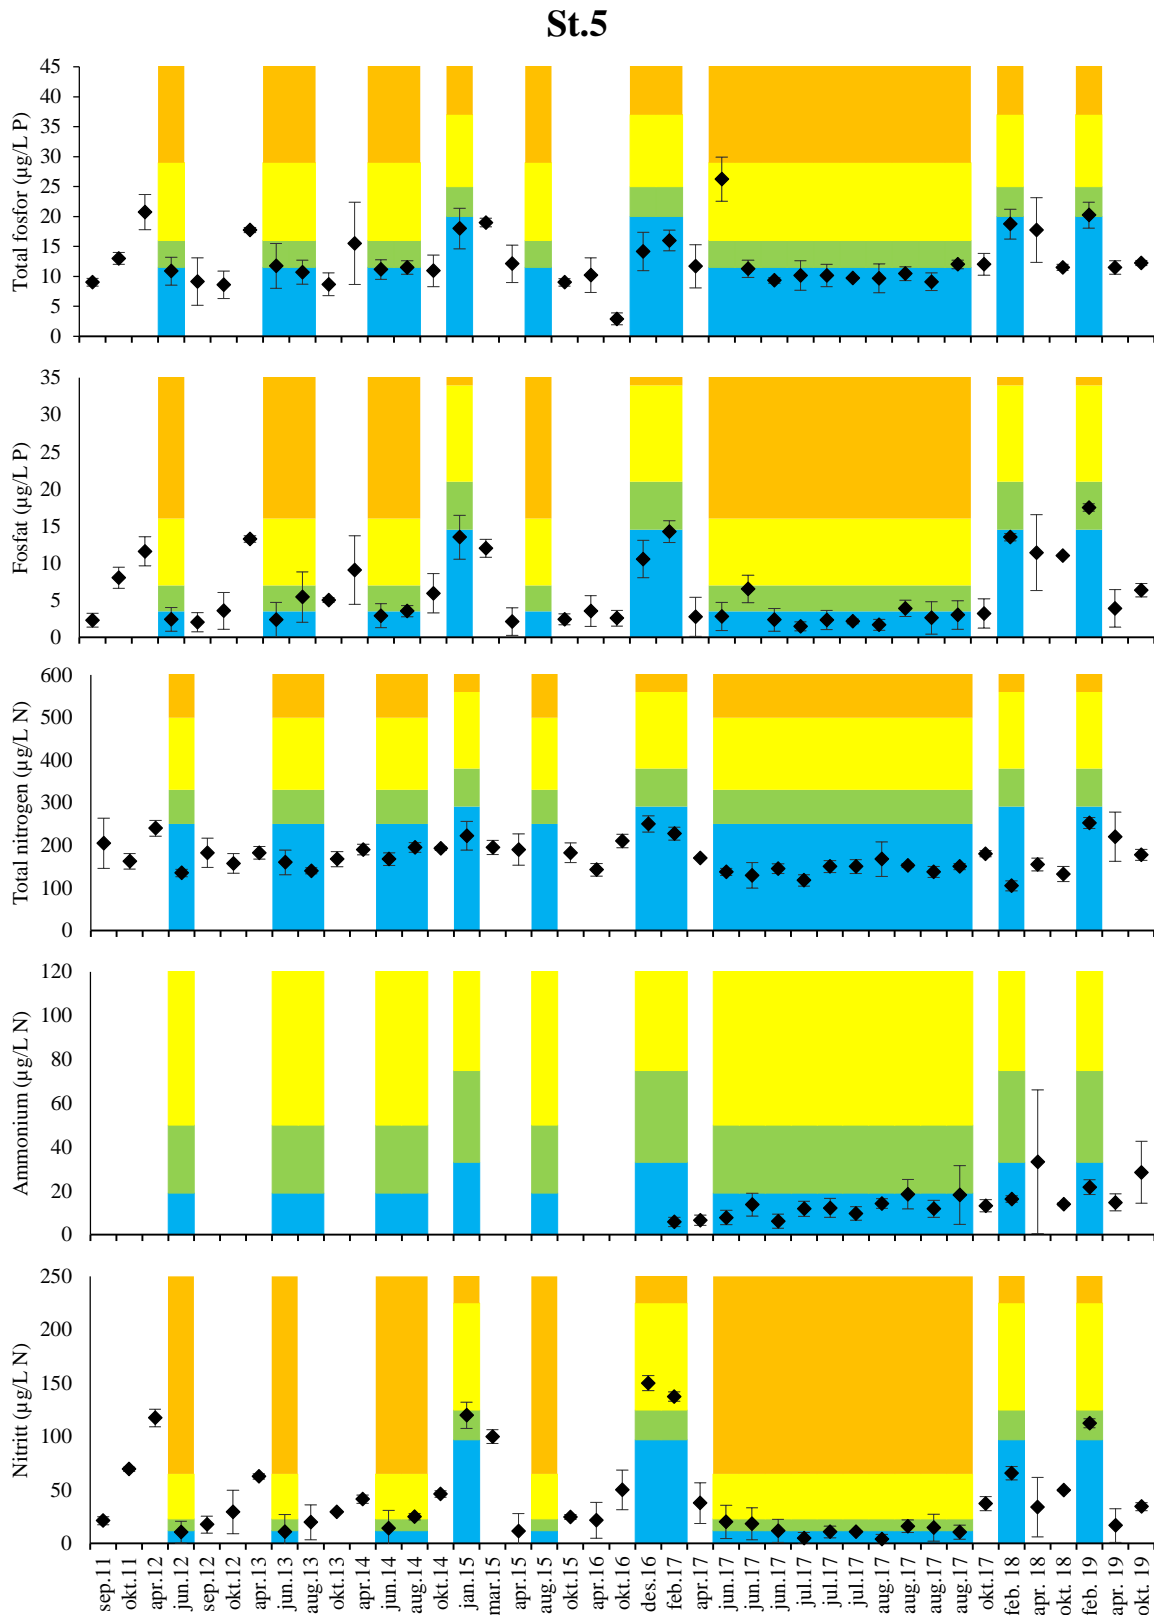 St.5
Total fosfor (µg/L P)
45
40
35
30
25
20
15
10
5
0
Fosfat (µg/L P)
35
30
25
20
15
10
5
0
Total nitrogen (µg/L N)
600
500
400
300
200
100
0
Ammonium (µg/L N)
120
100
80
60
40
20
0
Nitritt (µg/L N)
250
200
150
100
50
0
sep.11
okt.11
apr.12
jun.12
sep.12
okt.12
apr.13
jun.13
aug.13
okt.13
apr.14
jun.14
aug.14
okt.14
jan.15
mar.15
apr.15
aug.15
okt.15
apr.16
okt.16
des.16
feb.17
apr.17
jun.17
jun.17
jun.17
jul.17
jul.17
jul.17
aug.17
aug.17
aug.17
aug.17
okt.17
feb. 18
apr. 18
okt. 18
feb. 19
apr. 19
okt. 19